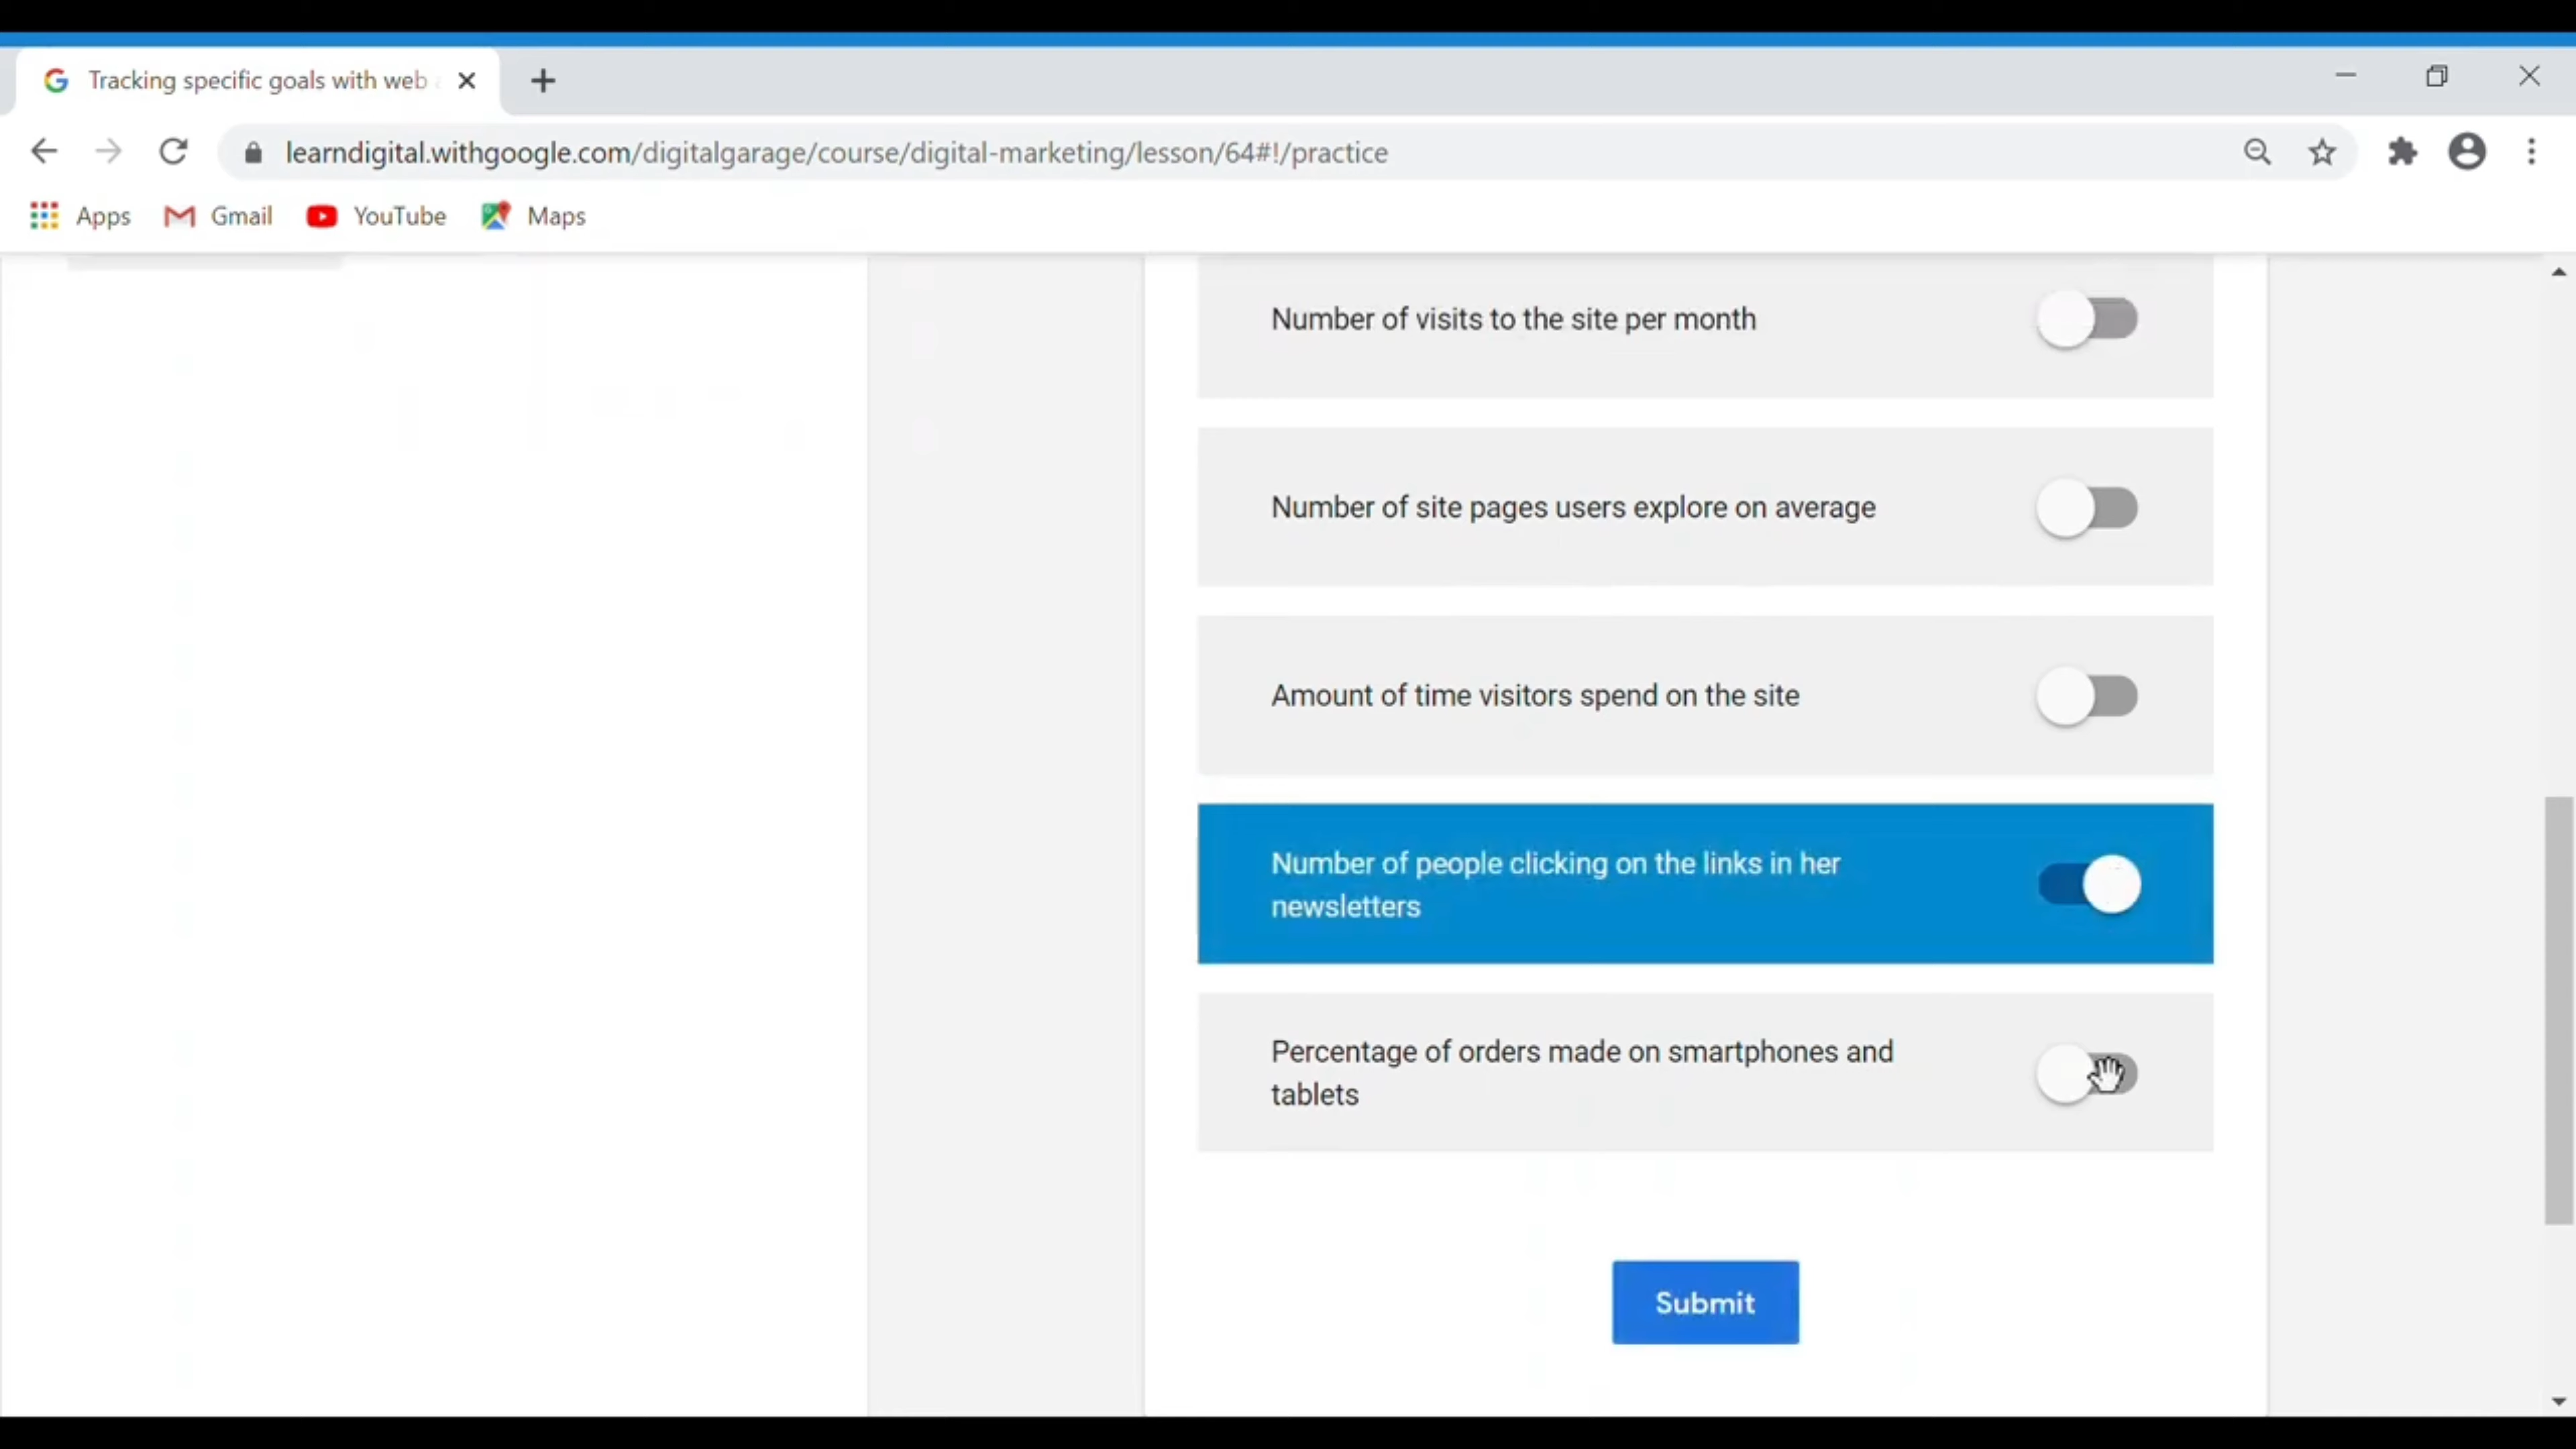 Tracking specific goals with web
learndigital.withgoogle.com/digitalgarage/course/digital-marketing/lesson/64#!/practice
Apps Gmail YouTube Maps
Number of visits to the site per month
Number of site pages users explore on average
Amount of time visitors spend on the site
Number of people clicking on the links in her
newsletters
Percentage of orders made on smartphones and
tablets
Submit